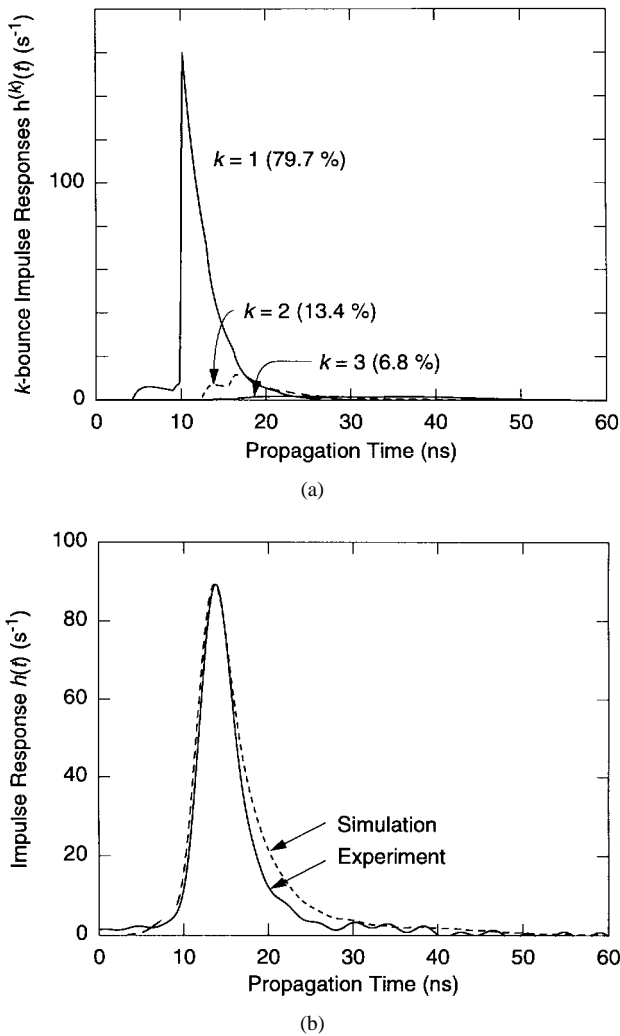 k-bounce Impulse Responses h^(k)(t) (s^-1)
100
0
k = 1 (79.7 %)
k = 2 (13.4 %)
k = 3 (6.8 %)
0 10 20 30 40 50 60
Propagation Time (ns)
(a)
Impulse Response h(t) (s^-1)
100
80
60
40
20
0
Simulation
Experiment
0 10 20 30 40 50 60
Propagation Time (ns)
(b)